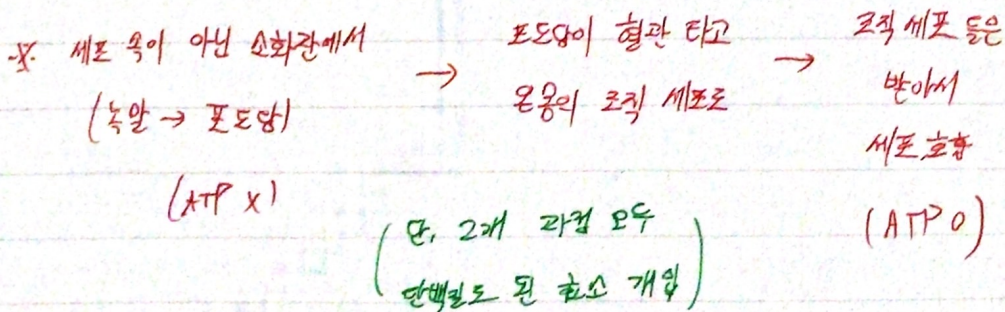 ※ 세포 속이 아닌 소화관에서
(녹말 → 포도당)
(ATP X)
→
포도당이 혈관 타고
온몸의 조직 세포로
→
조직 세포 들은
받아서
세포 호흡
(ATP O)
(단, 2개 과정 모두
단백질로 된 효소 개입)